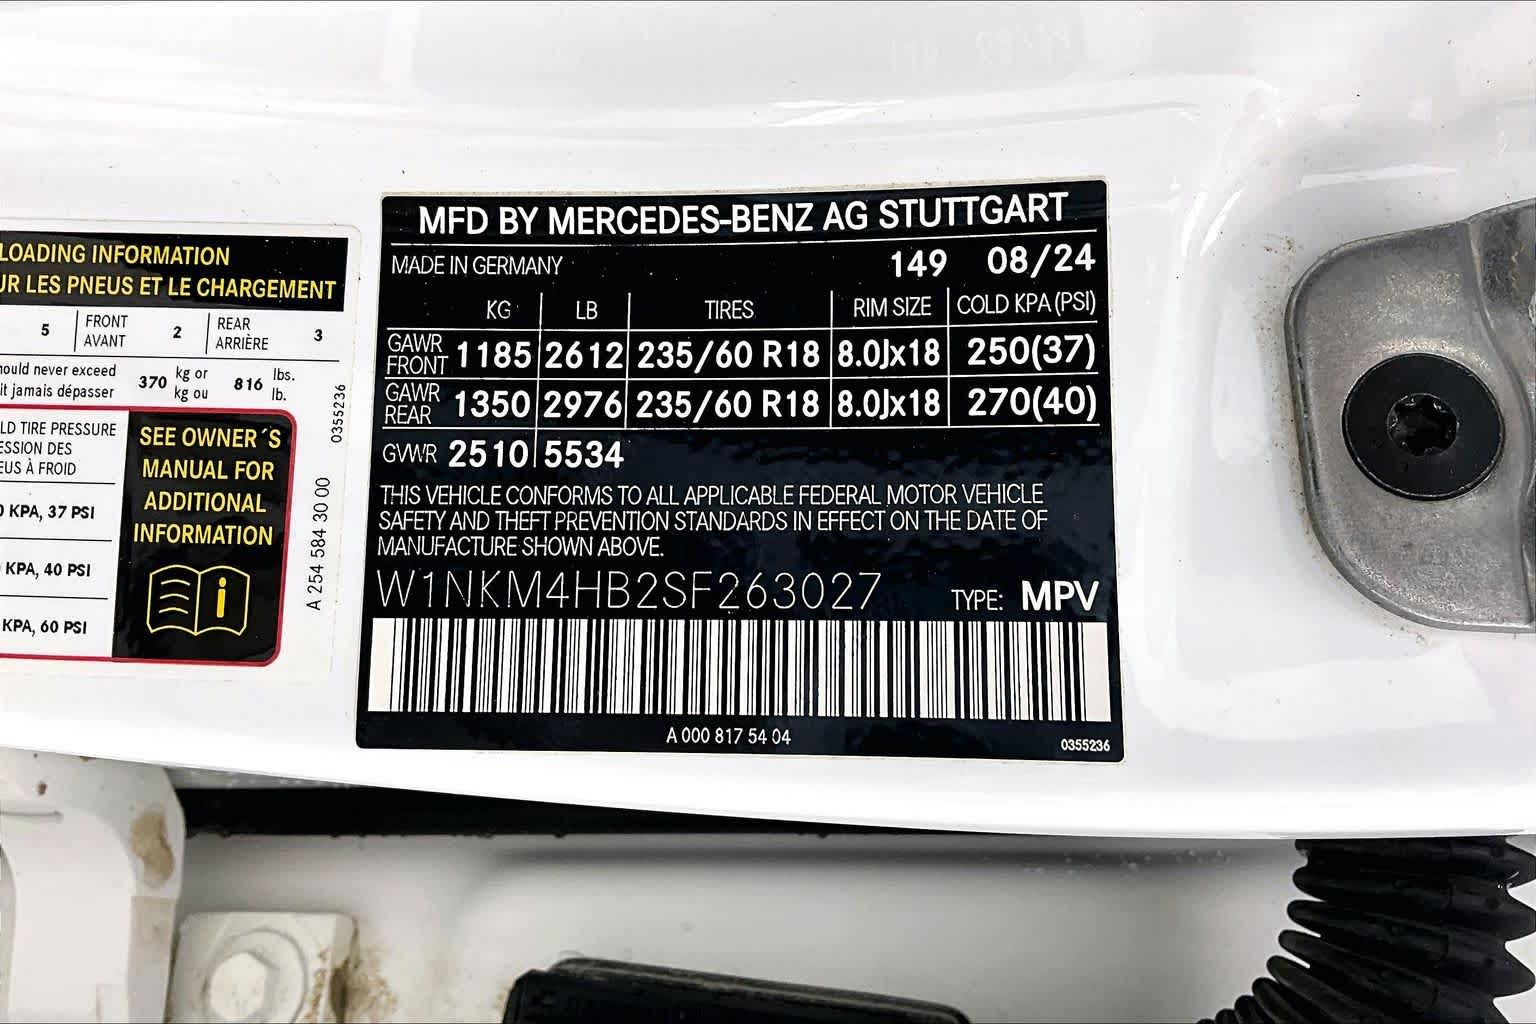 LOADING INFORMATION
UR LES PNEUS ET LE CHARGEMENT
5 FRONT AVANT 2 REAR ARRIÈRE 3
hould never exceed 370 kg or 816 lbs.
it jamais dépasser kg ou lb.
LD TIRE PRESSURE
ESSION DES
EUS À FROID
0 KPA, 37 PSI
KPA, 40 PSI
KPA, 60 PSI
SEE OWNER´S
MANUAL FOR
ADDITIONAL
INFORMATION
0355236
A 254 584 30 00
MFD BY MERCEDES-BENZ AG STUTTGART
MADE IN GERMANY 149 08/24
KG LB TIRES RIM SIZE COLD KPA(PSI)
GAWR FRONT 1185 2612 235/60 R18 8.0Jx18 250(37)
GAWR REAR 1350 2976 235/60 R18 8.0Jx18 270(40)
GVWR 2510 5534
THIS VEHICLE CONFORMS TO ALL APPLICABLE FEDERAL MOTOR VEHICLE
SAFETY AND THEFT PREVENTION STANDARDS IN EFFECT ON THE DATE OF
MANUFACTURE SHOWN ABOVE.
W1NKM4HB2SF263027 TYPE: MPV
A 000 817 54 04
0355236